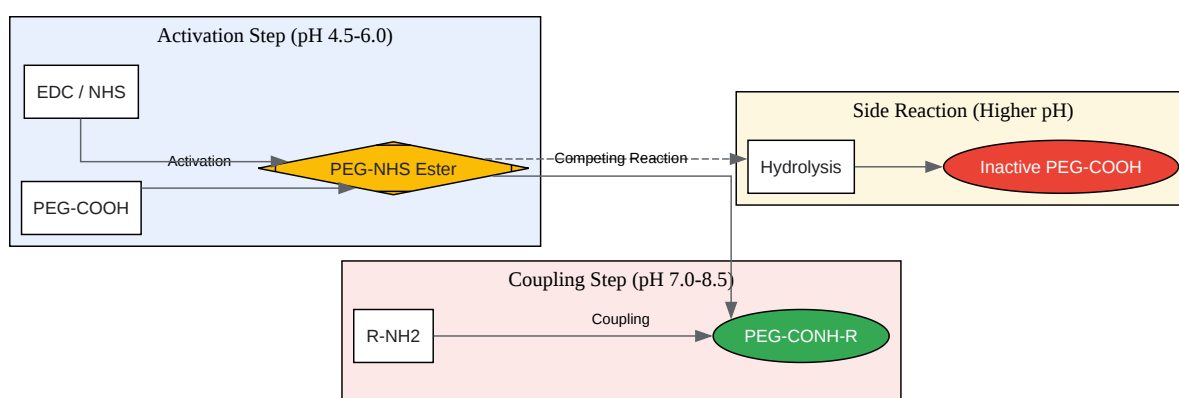 Activation Step (pH 4.5-6.0)
EDC / NHS
Activation
PEG-NHS Ester
PEG-COOH
Competing Reaction
Side Reaction (Higher pH)
Hydrolysis
Inactive PEG-COOH
Coupling Step (pH 7.0-8.5)
R-NH2
Coupling
PEG-CONH-R